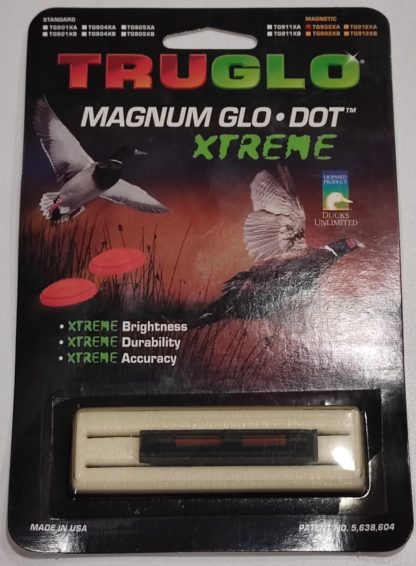 STANDARD
TG901XA TG904XA TG905XA
TG901XB TG904XB TG905XB
MAGNETIC
TG911XA TG902XA TG912XA
TG911XB TG902XB TG912XB
TRUGLO®
MAGNUM GLO•DOT™
XTREME
LICENSED
PRODUCT
DUCKS
UNLIMITED
• XTREME Brightness
• XTREME Durability
• XTREME Accuracy
MADE IN USA
PATENT NO. 5,638,604